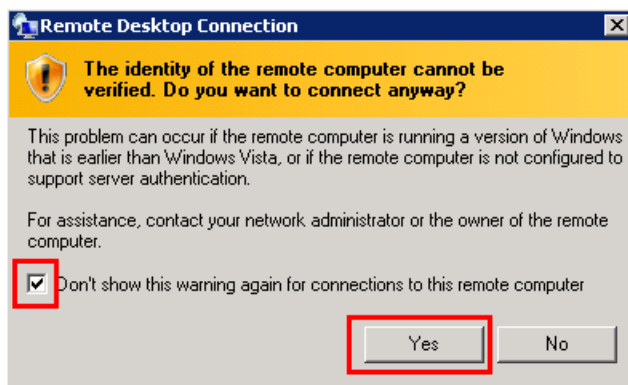 Remote Desktop Connection
The identity of the remote computer cannot be
verified. Do you want to connect anyway?
This problem can occur if the remote computer is running a version of Windows
that is earlier than Windows Vista, or if the remote computer is not configured to
support server authentication.
For assistance, contact your network administrator or the owner of the remote
computer.
Don't show this warning again for connections to this remote computer
Yes No